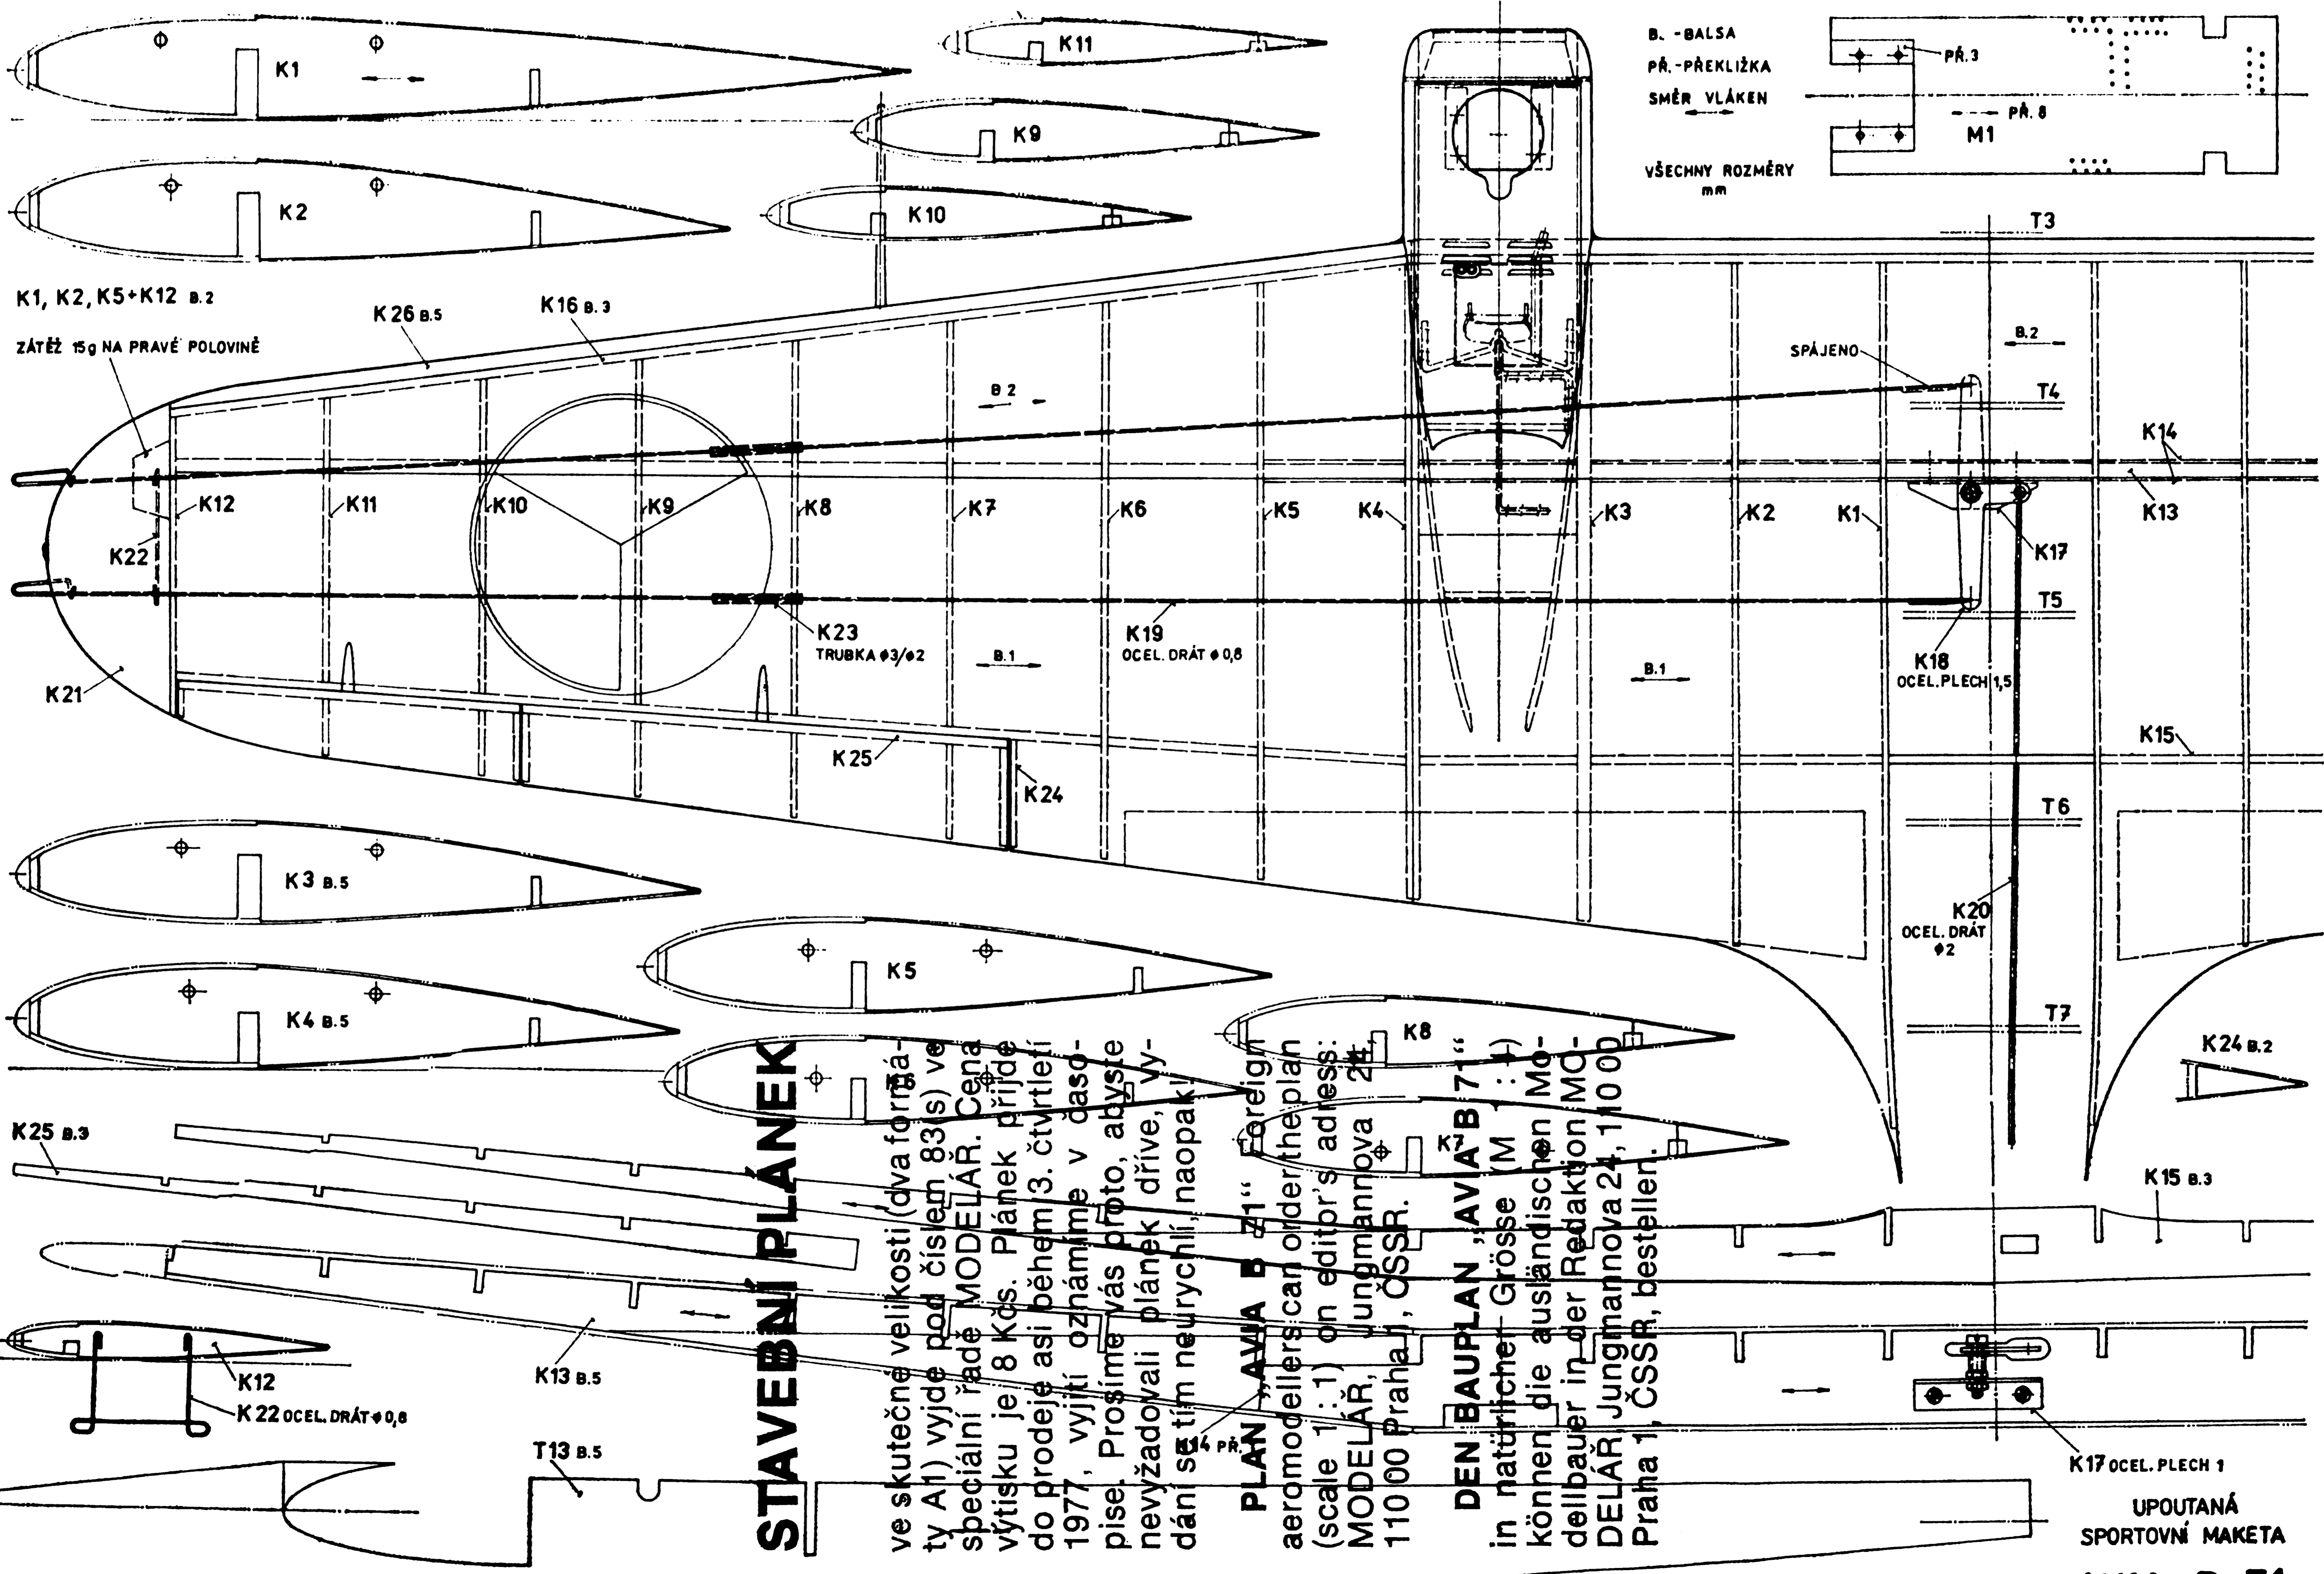 K1
K11
B. -BALSA
PŘ.-PŘEKLIŽKA
SMĚR VLÁKEN
VŠECHNY ROZMĚRY
mm
PŘ.3
PŘ. 8
M1
K9
K2
K10
T3
K1, K2, K5÷K12 B.2
ZÁTĚŽ 15g NA PRAVÉ POLOVINĚ
K26 B.5
K16 B.3
B.2
SPÁJENO
B 2
T4
K14
K12
K11
K10
K9
K8
K7
K6
K5
K4
K3
K2
K1
K13
K22
K17
T5
K23
TRUBKA ϕ3/ϕ2
K19
OCEL. DRÁT ϕ 0,8
B.1
B.1
K18
OCEL.PLECH 1,5
K21
K25
K15
K24
T6
K3 B.5
K20
OCEL. DRÁT
ϕ2
K5
K4 B.5
K8
T7
K24 B.2
K6
K7
K25 B.3
K15 B.3
K13 B.5
K12
K 22 OCEL. DRÁT ϕ 0,8
K14 PŘ.
T13 B.5
K17 OCEL. PLECH 1
UPOUTANÁ
SPORTOVNÍ MAKETA
STAVEBNÍ PLÁNEK
ve skutečné velikosti (dva formá-
ty A1) vyjde pod číslem 83(s) ve
speciální řadě MODELÁŘ. Cena
výtisku je 8 Kčs. Plánek přijde
do prodeje asi během 3. čtvrtletí
1977, vyjití oznámíme v časo-
pise. Prosíme vás proto, abyste
nevyžadovali plánek dříve, vy-
dání se tím neurychlí, naopak!
PLAN „AVIA B 71“ foreign
aeromodellers can order the plan
(scale 1 : 1) on editor's adress:
MODELÁŘ, Jungmannova 24,
110 00 Praha 1, ČSSR.
DEN BAUPLAN „AVIA B 71“
in natürlicher Grösse (M 1 : 1)
können die ausländischen Mo-
dellbauer in der Redaktion MO-
DELÁŘ, Jungmannova 24, 110 00
Praha 1, ČSSR, bestellen.